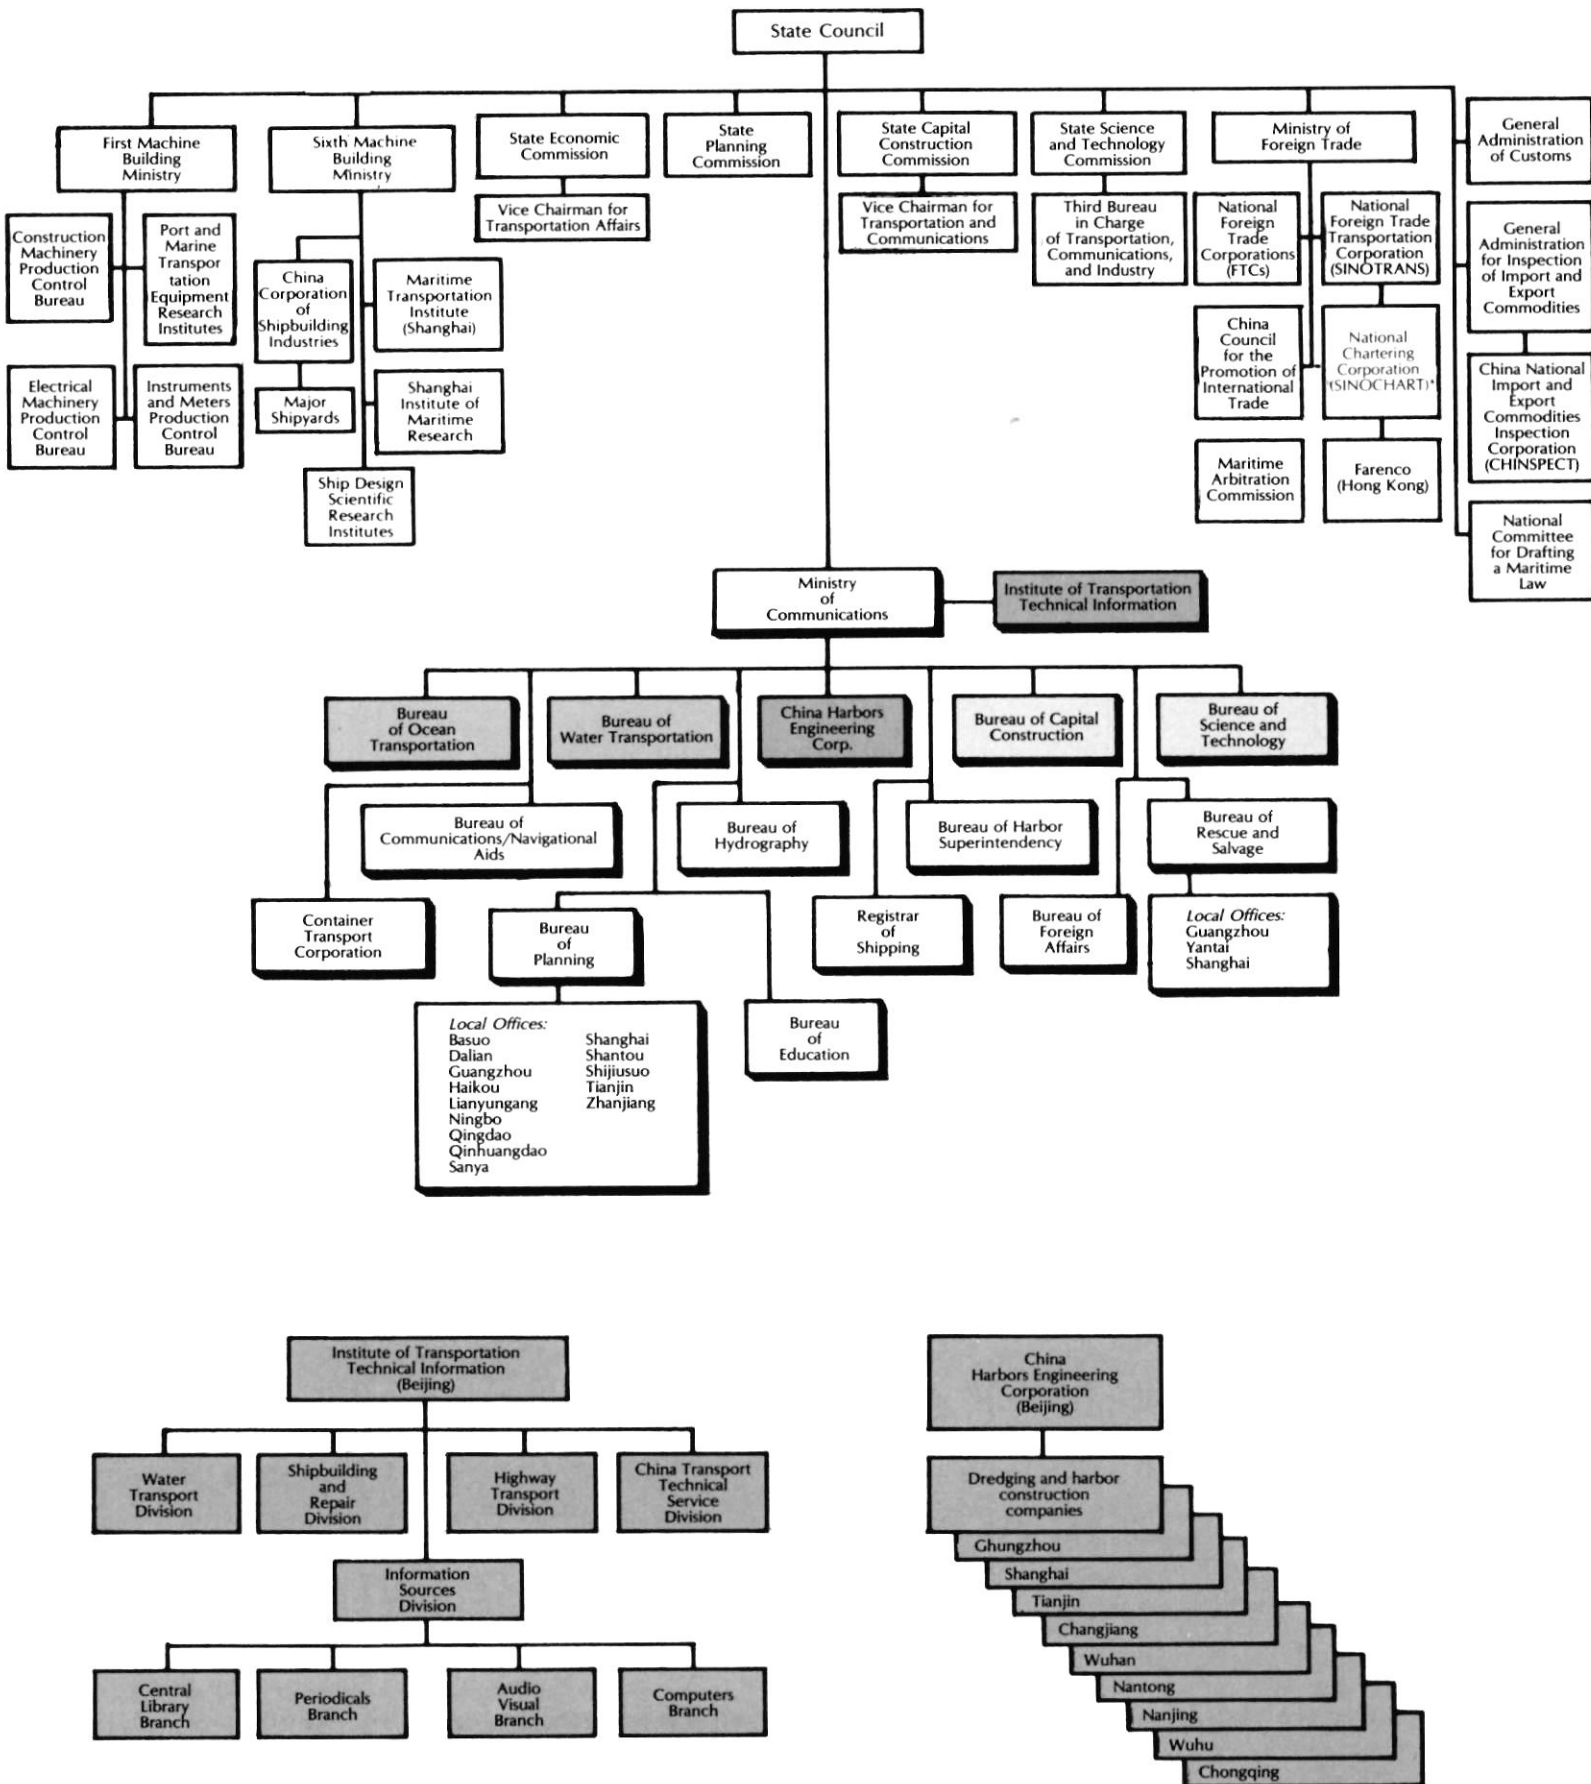 State Council
First Machine
Building
Ministry
Sixth Machine
Building
Ministry
State Economic
Commission
State
Planning
Commission
State Capital
Construction
Commission
State Science
and Technology
Commission
Ministry of
Foreign Trade
General
Administration
of Customs
Construction
Machinery
Production
Control
Bureau
Port and
Marine
Transpor
tation
Equipment
Research
Institutes
Electrical
Machinery
Production
Control
Bureau
Instruments
and Meters
Production
Control
Bureau
China
Corporation
of
Shipbuilding
Industries
Maritime
Transportation
Institute
(Shanghai)
Major
Shipyards
Shanghai
Institute of
Maritime
Research
Ship Design
Scientific
Research
Institutes
Vice Chairman for
Transportation Affairs
Vice Chairman for
Transportation and
Communications
Third Bureau
in Charge
of Transportation,
Communications,
and Industry
National
Foreign
Trade
Corporations
(FTCs)
National
Foreign Trade
Transportation
Corporation
(SINOTRANS)
China
Council
for the
Promotion of
International
Trade
National
Chartering
Corporation
(SINOCHART)*
Maritime
Arbitration
Commission
Farenco
(Hong Kong)
General
Administration
for Inspection
of Import and
Export
Commodities
China National
Import and
Export
Commodities
Inspection
Corporation
(CHINSPECT)
National
Committee
for Drafting
a Maritime
Law
Ministry
of
Communications
Institute of Transportation
Technical Information
Bureau
of Ocean
Transportation
Bureau of
Water Transportation
China Harbors
Engineering
Corp.
Bureau of Capital
Construction
Bureau of
Science and
Technology
Bureau of
Communications/Navigational
Aids
Bureau of
Hydrography
Bureau of Harbor
Superintendency
Bureau of
Rescue and
Salvage
Container
Transport
Corporation
Bureau
of
Planning
Registrar
of
Shipping
Bureau of
Foreign
Affairs
Local Offices:
Guangzhou
Yantai
Shanghai
Local Offices:
Basuo
Dalian
Guangzhou
Haikou
Lianyungang
Ningbo
Qingdao
Qinhuangdao
Sanya
Shanghai
Shantou
Shijiusuo
Tianjin
Zhanjiang
Bureau
of
Education
Institute of Transportation
Technical Information
(Beijing)
Water
Transport
Division
Shipbuilding
and
Repair
Division
Highway
Transport
Division
China Transport
Technical
Service
Division
Information
Sources
Division
Central
Library
Branch
Periodicals
Branch
Audio
Visual
Branch
Computers
Branch
China
Harbors Engineering
Corporation
(Beijing)
Dredging and harbor
construction
companies
Ghungzhou
Shanghai
Tianjin
Changjiang
Wuhan
Nantong
Nanjing
Wuhu
Chongqing